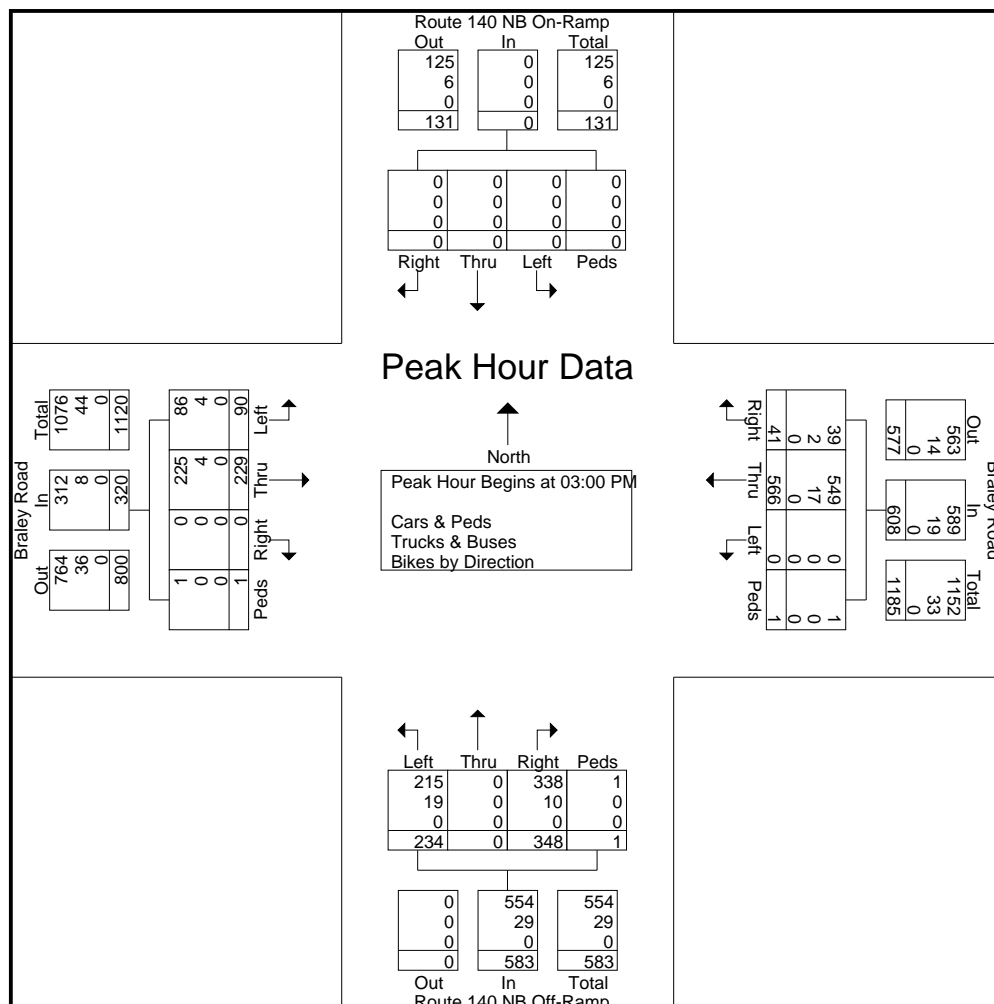 Route 140 NB On-Ramp
Out In Total
125 0 125
6 0 6
0 0 0
131 0 131
0 0 0 0
0 0 0 0
0 0 0 0
0 0 0 0
Right Thru Left Peds
Peak Hour Data
North
Peak Hour Begins at 03:00 PM
Cars & Peds
Trucks & Buses
Bikes by Direction
Braley Road
Out In Total
764 312 1076
36 8 44
0 0 0
800 320 1120
Peds Right Thru Left
1 0 225 86
0 0 4 4
0 0 0 0
1 0 229 90
Right Thru Left Peds
39 549 0 1
2 17 0 0
0 0 0 0
41 566 0 1
Braley Road
Out In Total
563 589 1152
14 19 33
0 0 0
577 608 1185
Left Thru Right Peds
215 0 338 1
19 0 10 0
0 0 0 0
234 0 348 1
0 554 554
0 29 29
0 0 0
0 583 583
Out In Total
Route 140 NB Off-Ramp